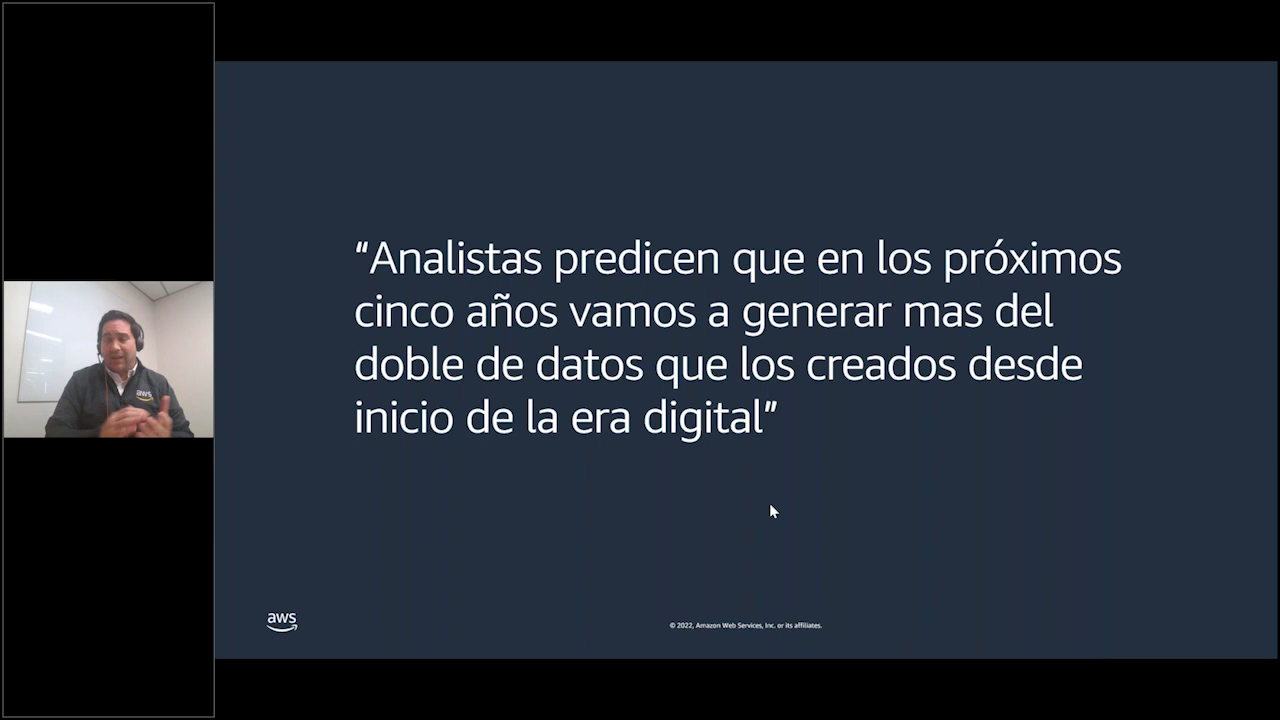 “Analistas predicen que en los próximos
cinco años vamos a generar mas del
doble de datos que los creados desde
inicio de la era digital”
aws
aws
© 2022, Amazon Web Services, Inc. or its affiliates.